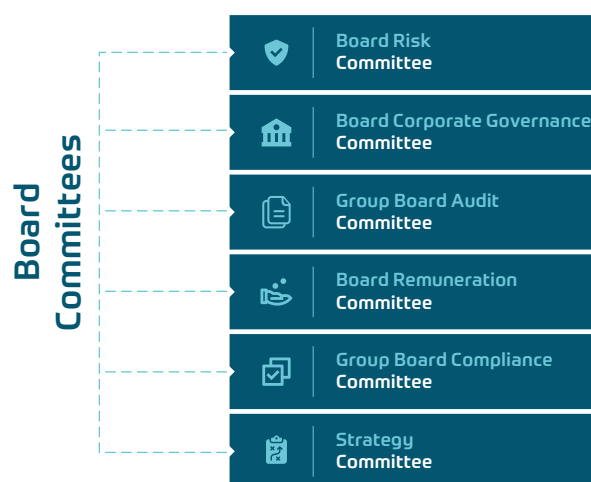 Board
Committees
Board Risk
Committee
Board Corporate Governance
Committee
Group Board Audit
Committee
Board Remuneration
Committee
Group Board Compliance
Committee
Strategy
Committee